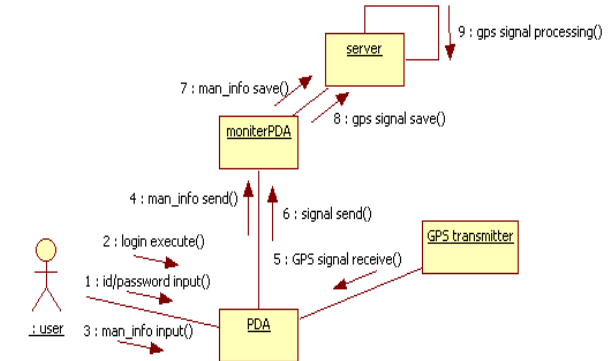 9 : gps signal processing()
server
7 : man_info save()
8 : gps signal save()
moniterPDA
4 : man_info send()
6 : signal send()
GPS transmitter
2 : login execute()
5 : GPS signal receive()
1 : id/password input()
: user
3 : man_info input()
PDA